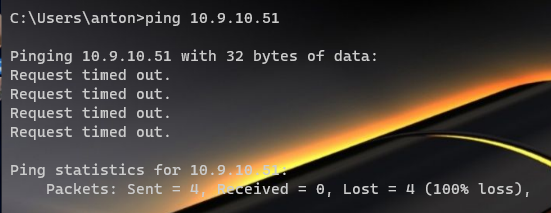 C:\Users\anton>ping 10.9.10.51
Pinging 10.9.10.51 with 32 bytes of data:
Request timed out.
Request timed out.
Request timed out.
Request timed out.
Ping statistics for 10.9.10.51:
    Packets: Sent = 4, Received = 0, Lost = 4 (100% loss),